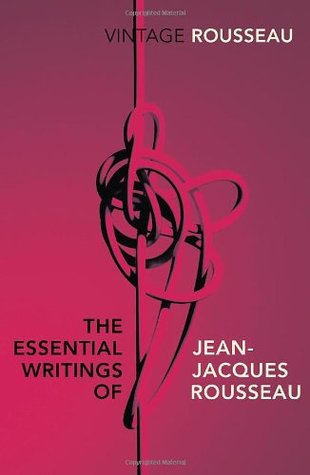 VINTAGE ROUSSEAU
THE
ESSENTIAL
WRITINGS
OF
JEAN-
JACQUES
ROUSSEAU